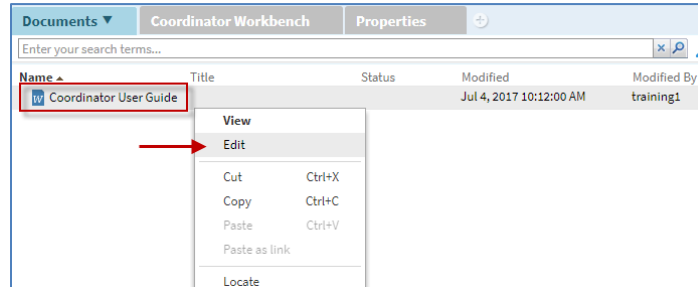 Documents ▼ Coordinator Workbench Properties
Enter your search terms...
Name Title Status Modified Modified By
W Coordinator User Guide Jul 4, 2017 10:12:00 AM training1
View
Edit
Cut Ctrl+X
Copy Ctrl+C
Paste Ctrl+V
Paste as link
Locate